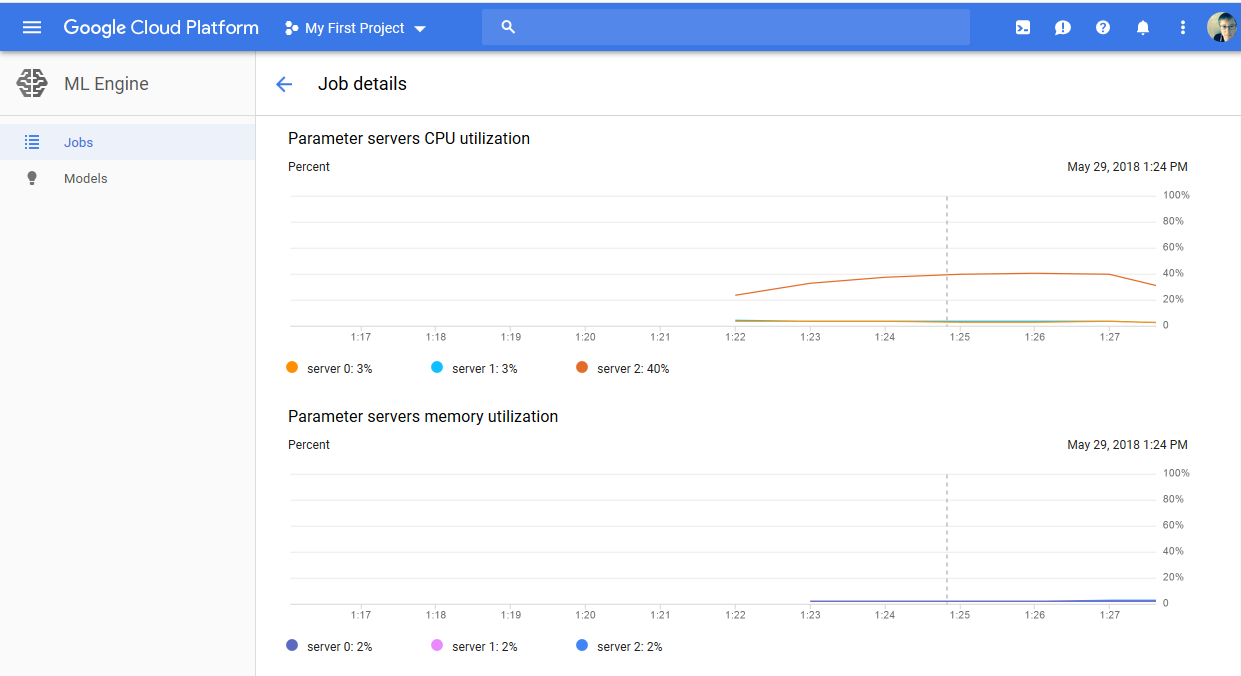 Google Cloud Platform My First Project
ML Engine Job details
Jobs
Models
Parameter servers CPU utilization
Percent May 29, 2018 1:24 PM
100%
80%
60%
40%
20%
0
1:17 1:18 1:19 1:20 1:21 1:22 1:23 1:24 1:25 1:26 1:27
server 0: 3% server 1: 3% server 2: 40%
Parameter servers memory utilization
Percent May 29, 2018 1:24 PM
100%
80%
60%
40%
20%
0
1:17 1:18 1:19 1:20 1:21 1:22 1:23 1:24 1:25 1:26 1:27
server 0: 2% server 1: 2% server 2: 2%